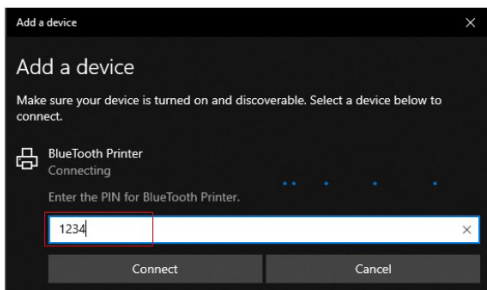 Add a device
Add a device
Make sure your device is turned on and discoverable. Select a device below to
connect.
BlueTooth Printer
Connecting
Enter the PIN for BlueTooth Printer.
1234
Connect
Cancel